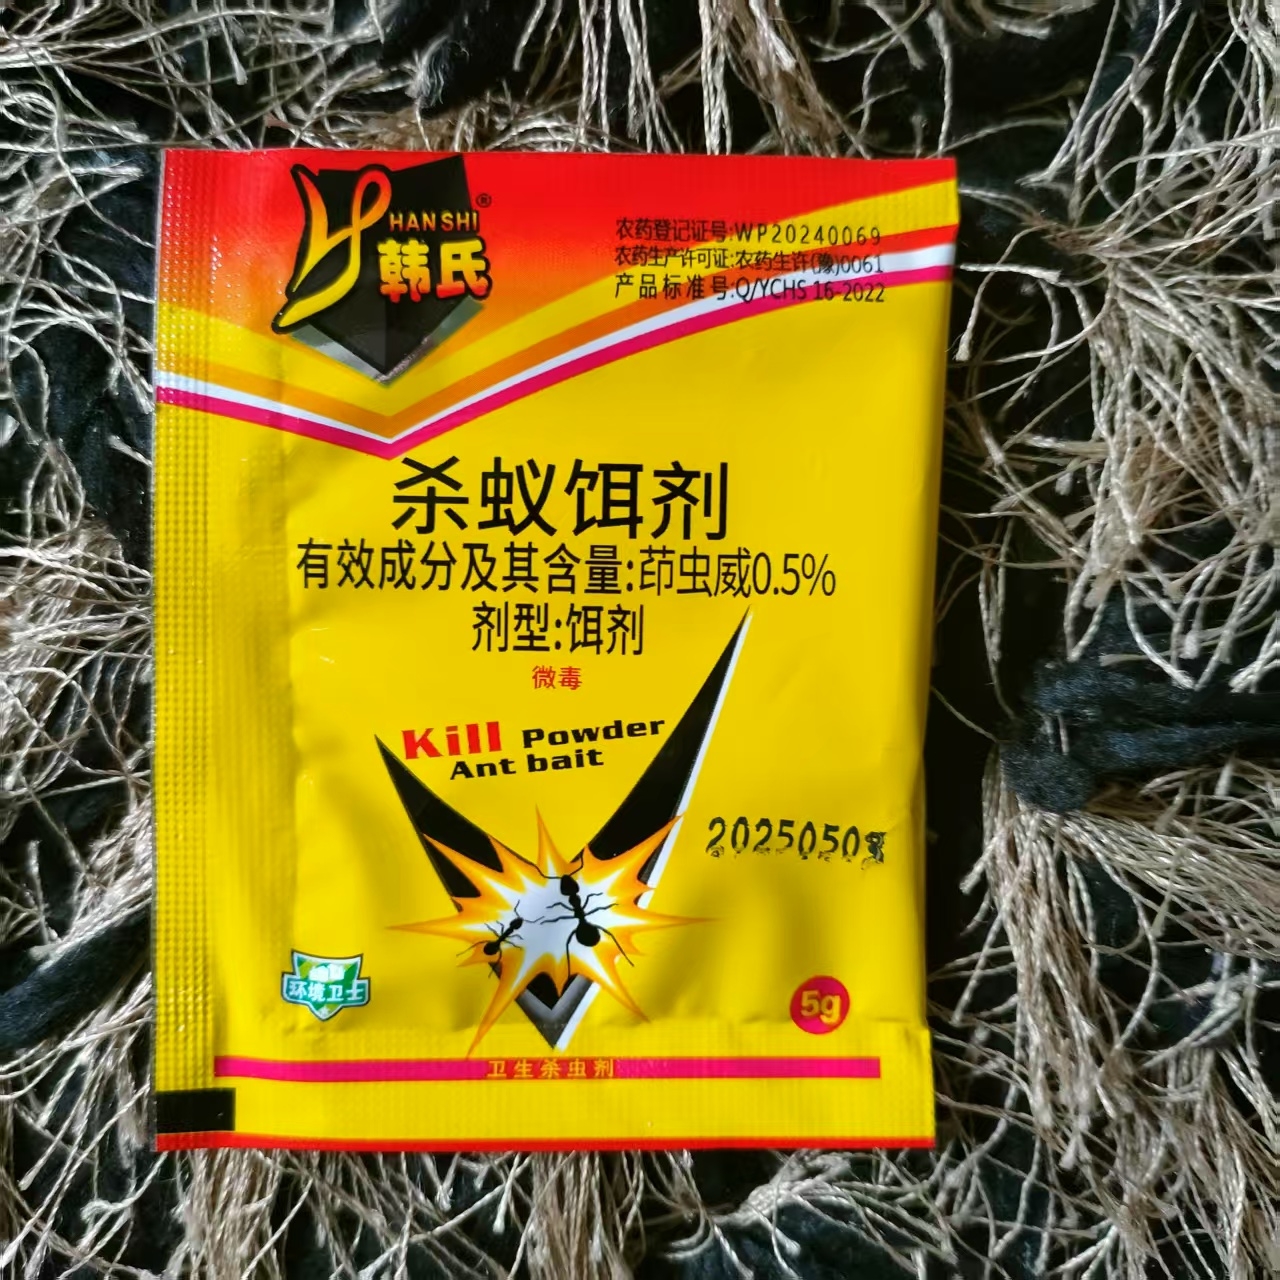 HAN SHI ®
韩氏
农药登记证号:WP20240069
农药生产许可证:农药生许(豫)0061
产品标准号:Q/YCHS 16-2022
杀蚁饵剂
有效成分及其含量:茚虫威0.5%
剂型:饵剂
微毒
Kill Powder
Ant bait
环境卫士
5g
卫生杀虫剂